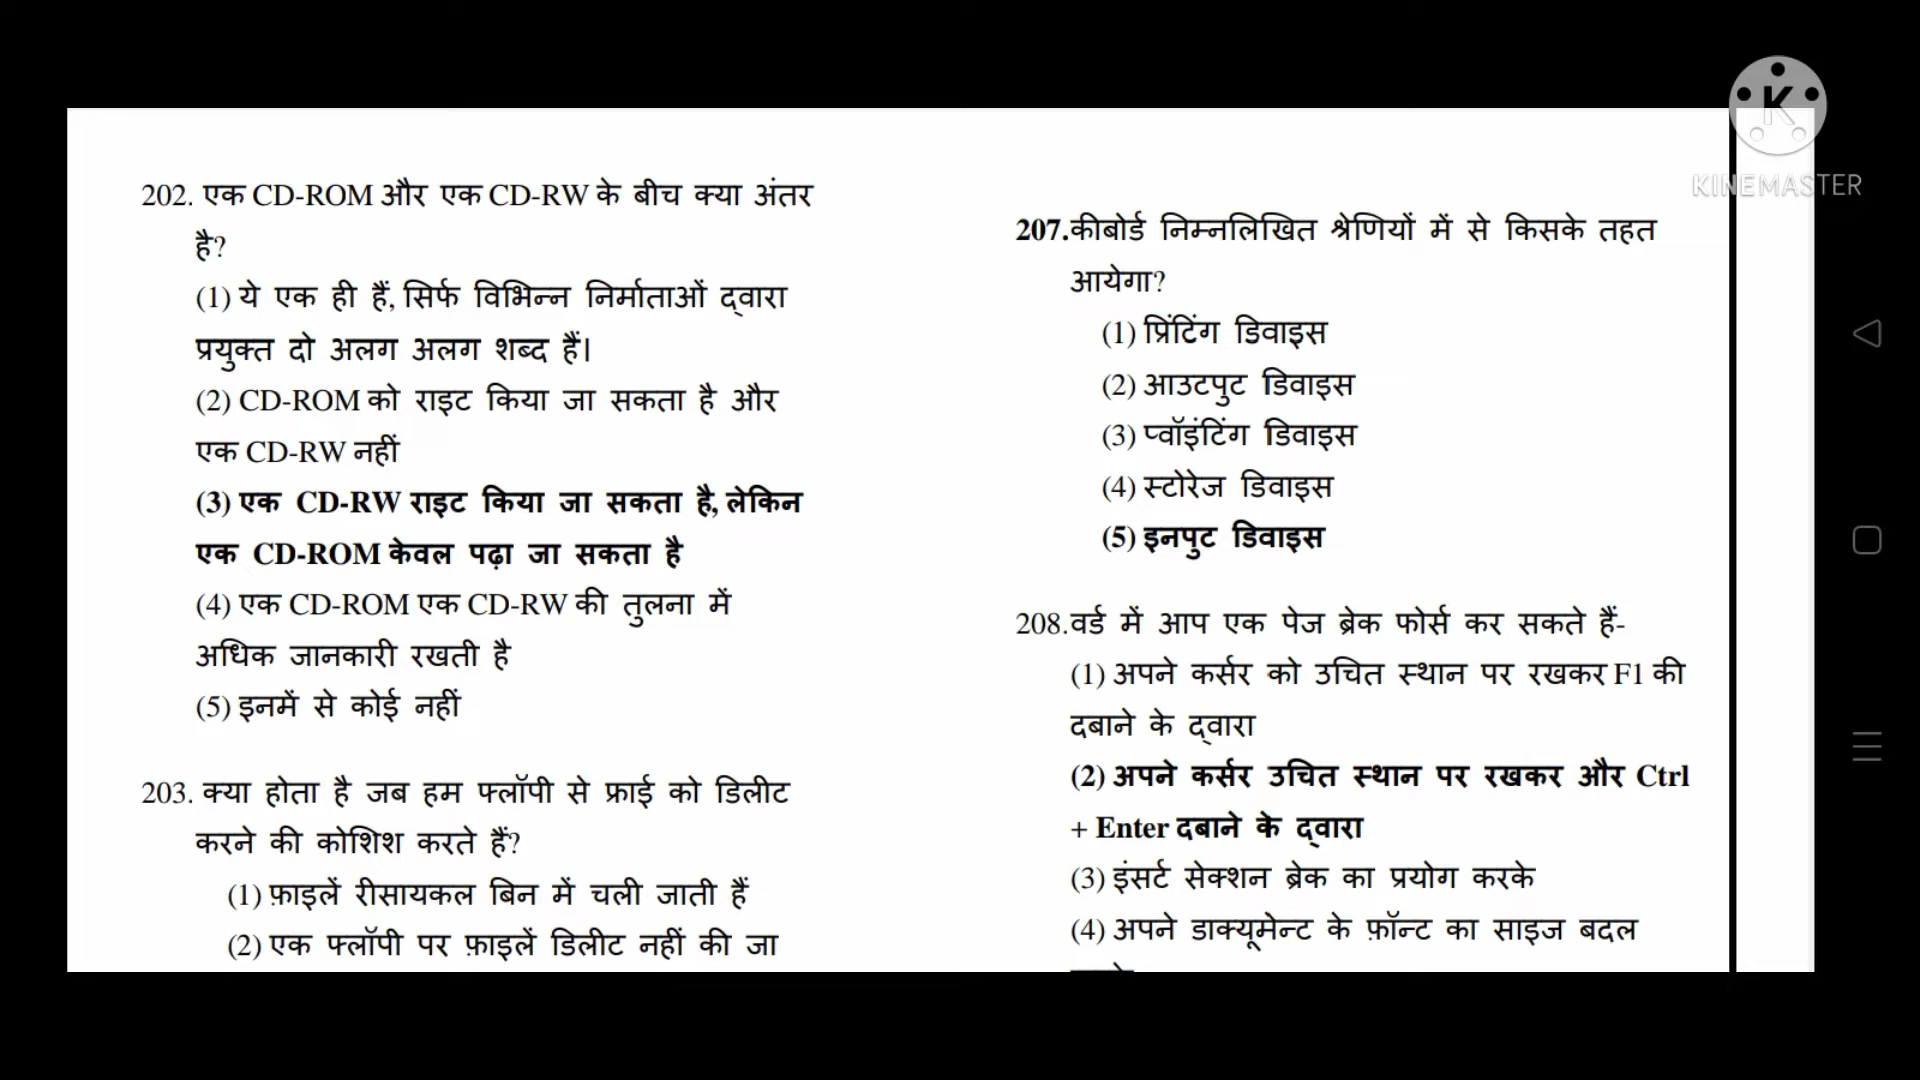 202. एक CD-ROM और एक CD-RW के बीच क्या अंतर
है?
(1) ये एक ही हैं, सिर्फ विभिन्न निर्माताओं द्वारा
प्रयुक्त दो अलग अलग शब्द हैं।
(2) CD-ROM को राइट किया जा सकता है और
एक CD-RW नहीं
(3) एक CD-RW राइट किया जा सकता है, लेकिन
एक CD-ROM केवल पढ़ा जा सकता है
(4) एक CD-ROM एक CD-RW की तुलना में
अधिक जानकारी रखती है
(5) इनमें से कोई नहीं
203. क्या होता है जब हम फ्लॉपी से फ्राई को डिलीट
करने की कोशिश करते हैं?
(1) फ़ाइलें रीसायकल बिन में चली जाती हैं
(2) एक फ्लॉपी पर फ़ाइलें डिलीट नहीं की जा
207.कीबोर्ड निम्नलिखित श्रेणियों में से किसके तहत
आयेगा?
(1) प्रिंटिंग डिवाइस
(2) आउटपुट डिवाइस
(3) प्वॉइंटिंग डिवाइस
(4) स्टोरेज डिवाइस
(5) इनपुट डिवाइस
208.वर्ड में आप एक पेज ब्रेक फोर्स कर सकते हैं-
(1) अपने कर्सर को उचित स्थान पर रखकर F1 की
दबाने के द्वारा
(2) अपने कर्सर उचित स्थान पर रखकर और Ctrl
+ Enter दबाने के द्वारा
(3) इंसर्ट सेक्शन ब्रेक का प्रयोग करके
(4) अपने डाक्यूमेन्ट के फ़ॉन्ट का साइज बदल
K
KINEMASTER